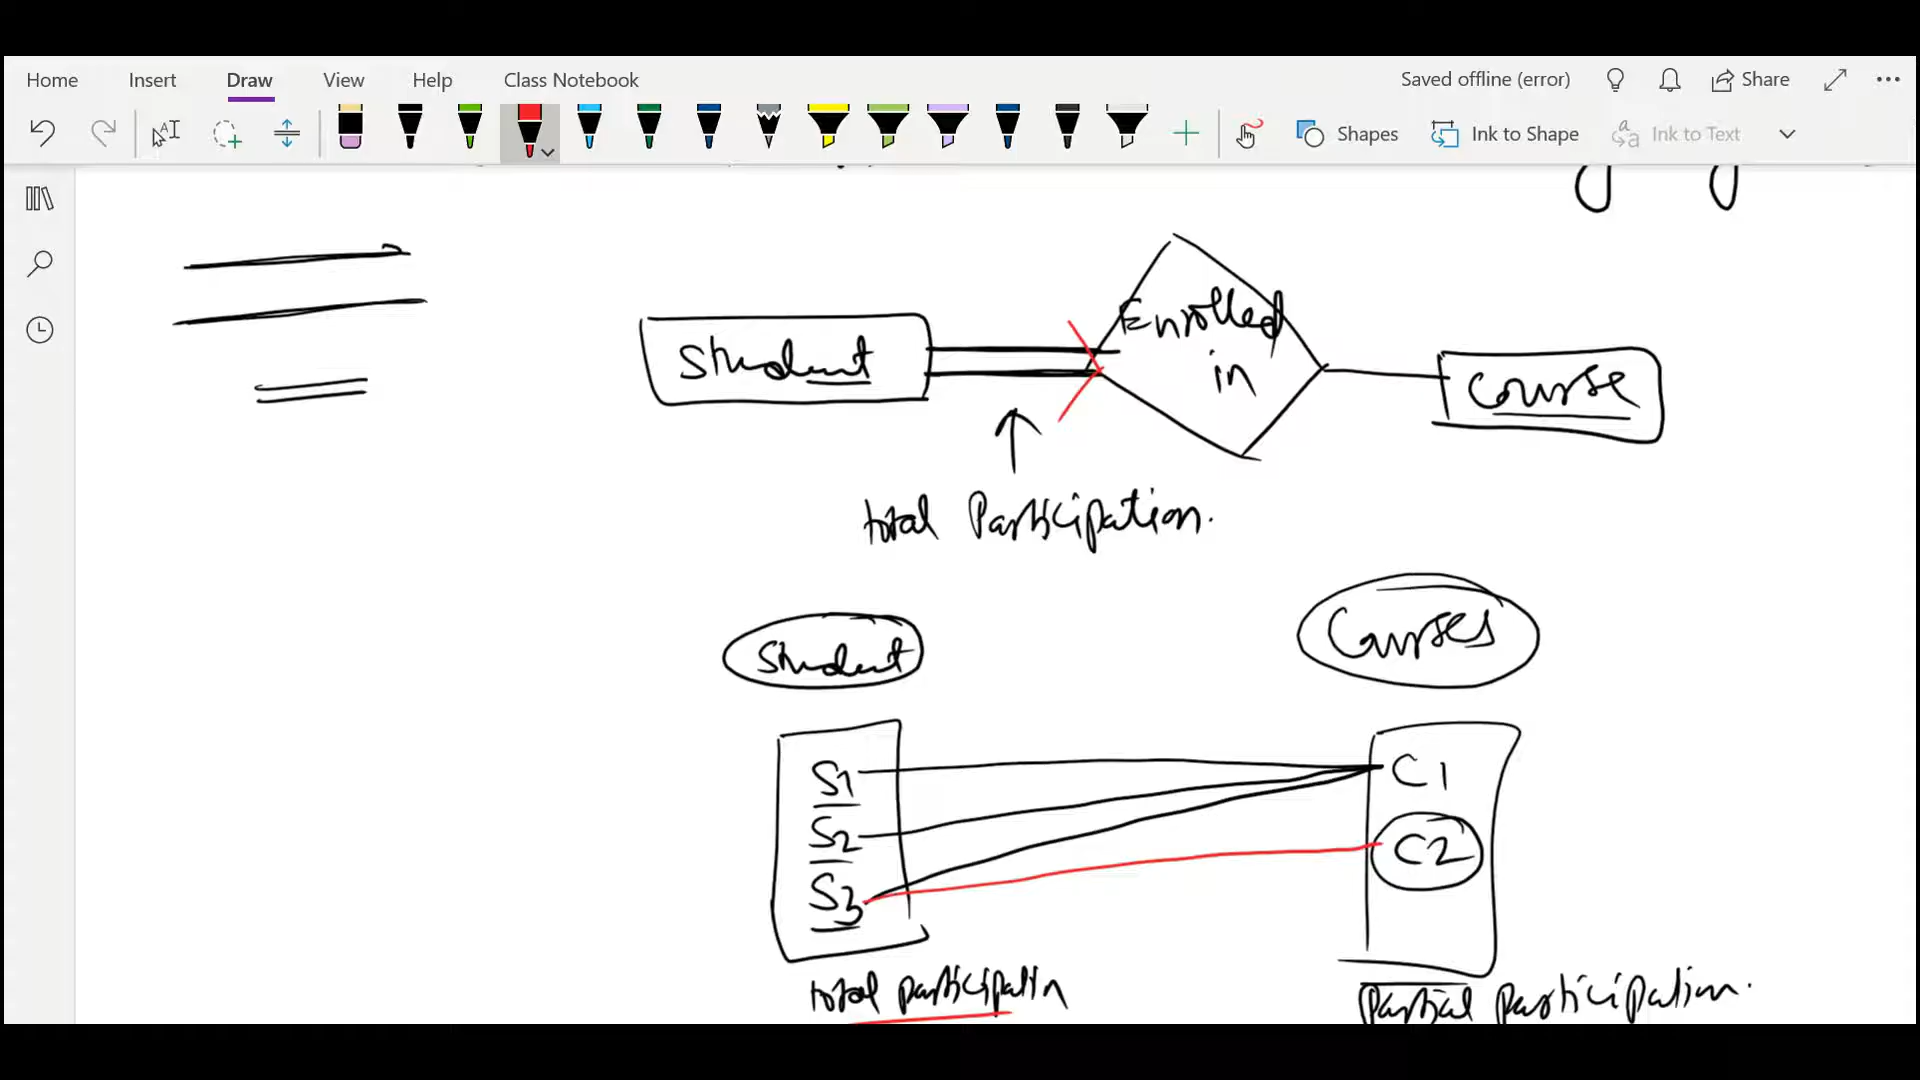 Home Insert Draw View Help Class Notebook Saved offline (error) Share
Shapes Ink to Shape Ink to Text
Student Enrolled in Course
total Participation.
Student Courses
S1 C1
S2 C2
S3
total participatin partial participation.